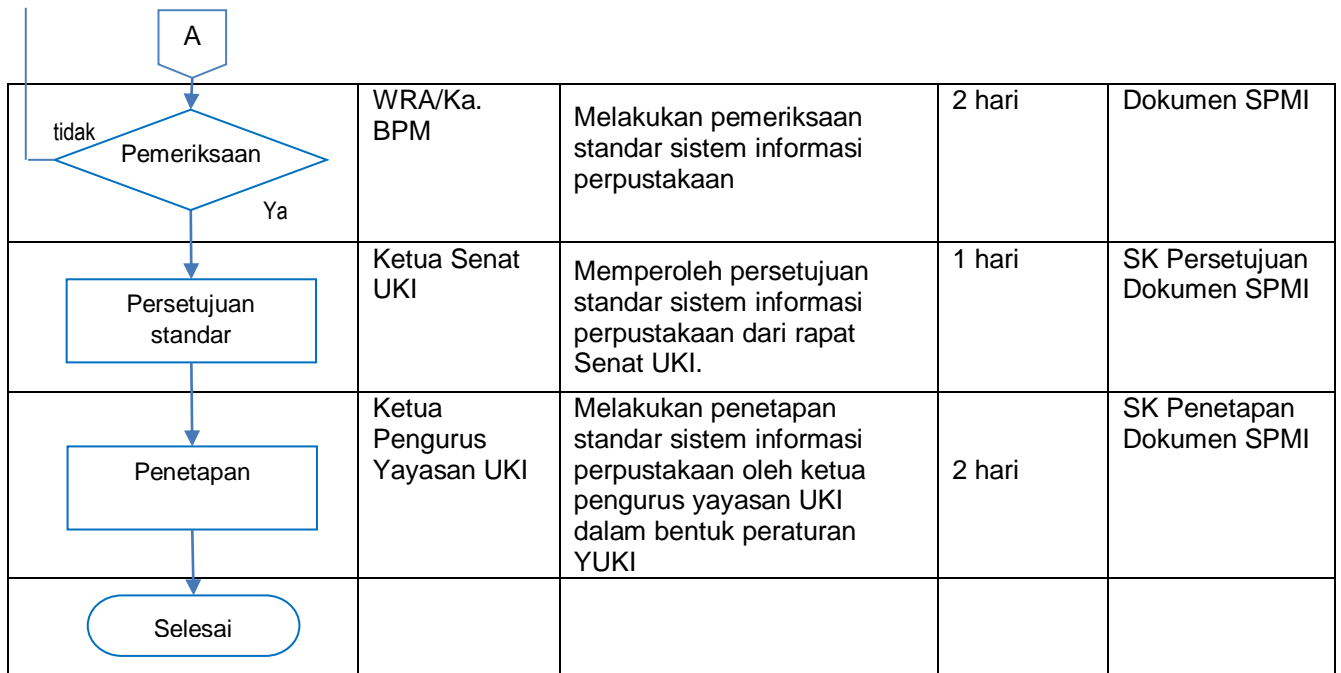 A
tidak
Pemeriksaan
Ya
WRA/Ka.
BPM
Melakukan pemeriksaan
standar sistem informasi
perpustakaan
2 hari
Dokumen SPMI
Persetujuan
standar
Ketua Senat
UKI
Memperoleh persetujuan
standar sistem informasi
perpustakaan dari rapat
Senat UKI.
1 hari
SK Persetujuan
Dokumen SPMI
Penetapan
Ketua
Pengurus
Yayasan UKI
Melakukan penetapan
standar sistem informasi
perpustakaan oleh ketua
pengurus yayasan UKI
dalam bentuk peraturan
YUKI
2 hari
SK Penetapan
Dokumen SPMI
Selesai